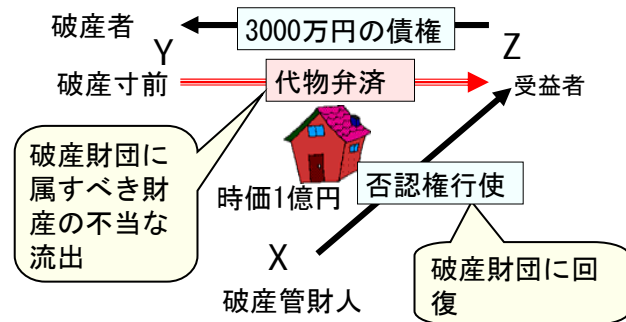 破産者
3000万円の債権
Y
Z
破産寸前
代物弁済
受益者
破産財団に
属すべき財
産の不当な
流出
時価1億円
否認権行使
X
破産管財人
破産財団に回
復